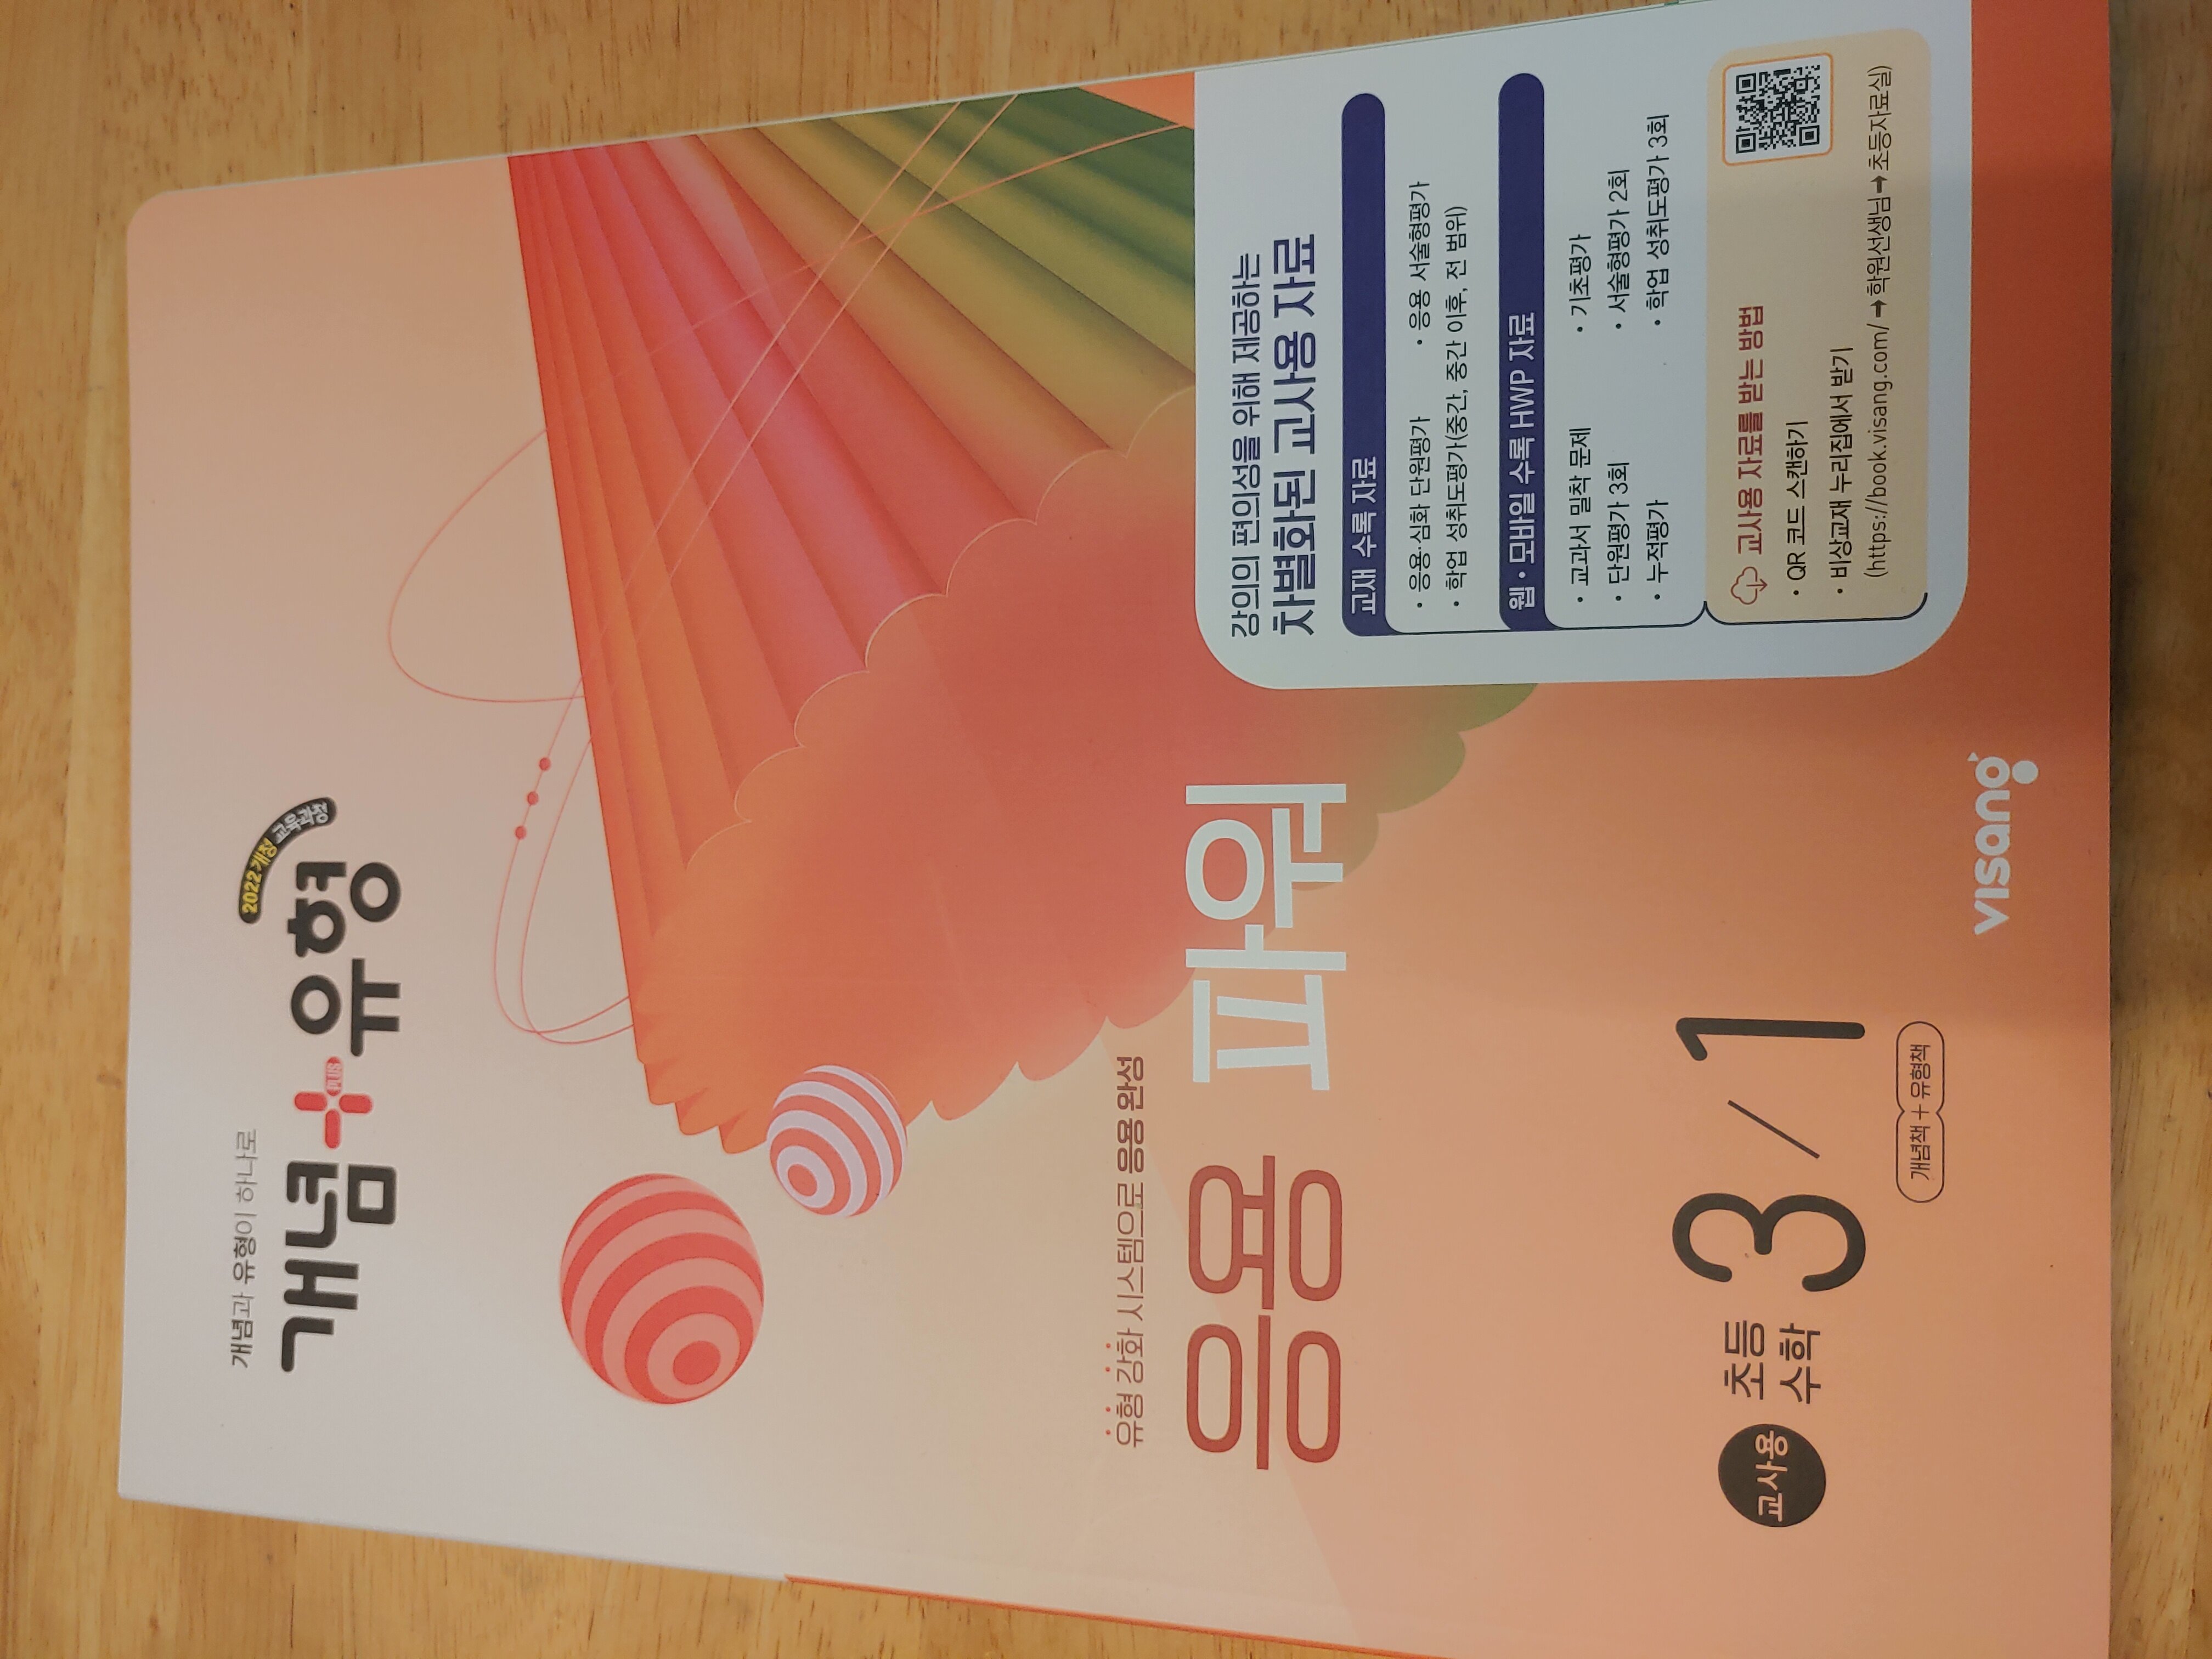 개념과 유형이 하나로
2022 개정 교육과정
개념+유형
PLUS
유형 강화 시스템으로 응용 완성
응용 파워
강의의 편의성을 위해 제공하는
차별화된 교사용 자료
교재 수록 자료
• 응용·심화 단원평가 • 응용 서술형평가
• 학업 성취도평가(중간, 중간 이후, 전 범위)
웹·모바일 수록 HWP 자료
• 교과서 밀착 문제 • 기초평가
• 단원평가 3회 • 서술형평가 2회
• 누적평가 • 학업 성취도평가 3회
교사용 자료를 받는 방법
• QR 코드 스캔하기
• 비상교재 누리집에서 받기
(https://book.visang.com/ → 학원선생님 → 초등자료실)
교사용
초등
수학
3/1
개념책 + 유형책
visang